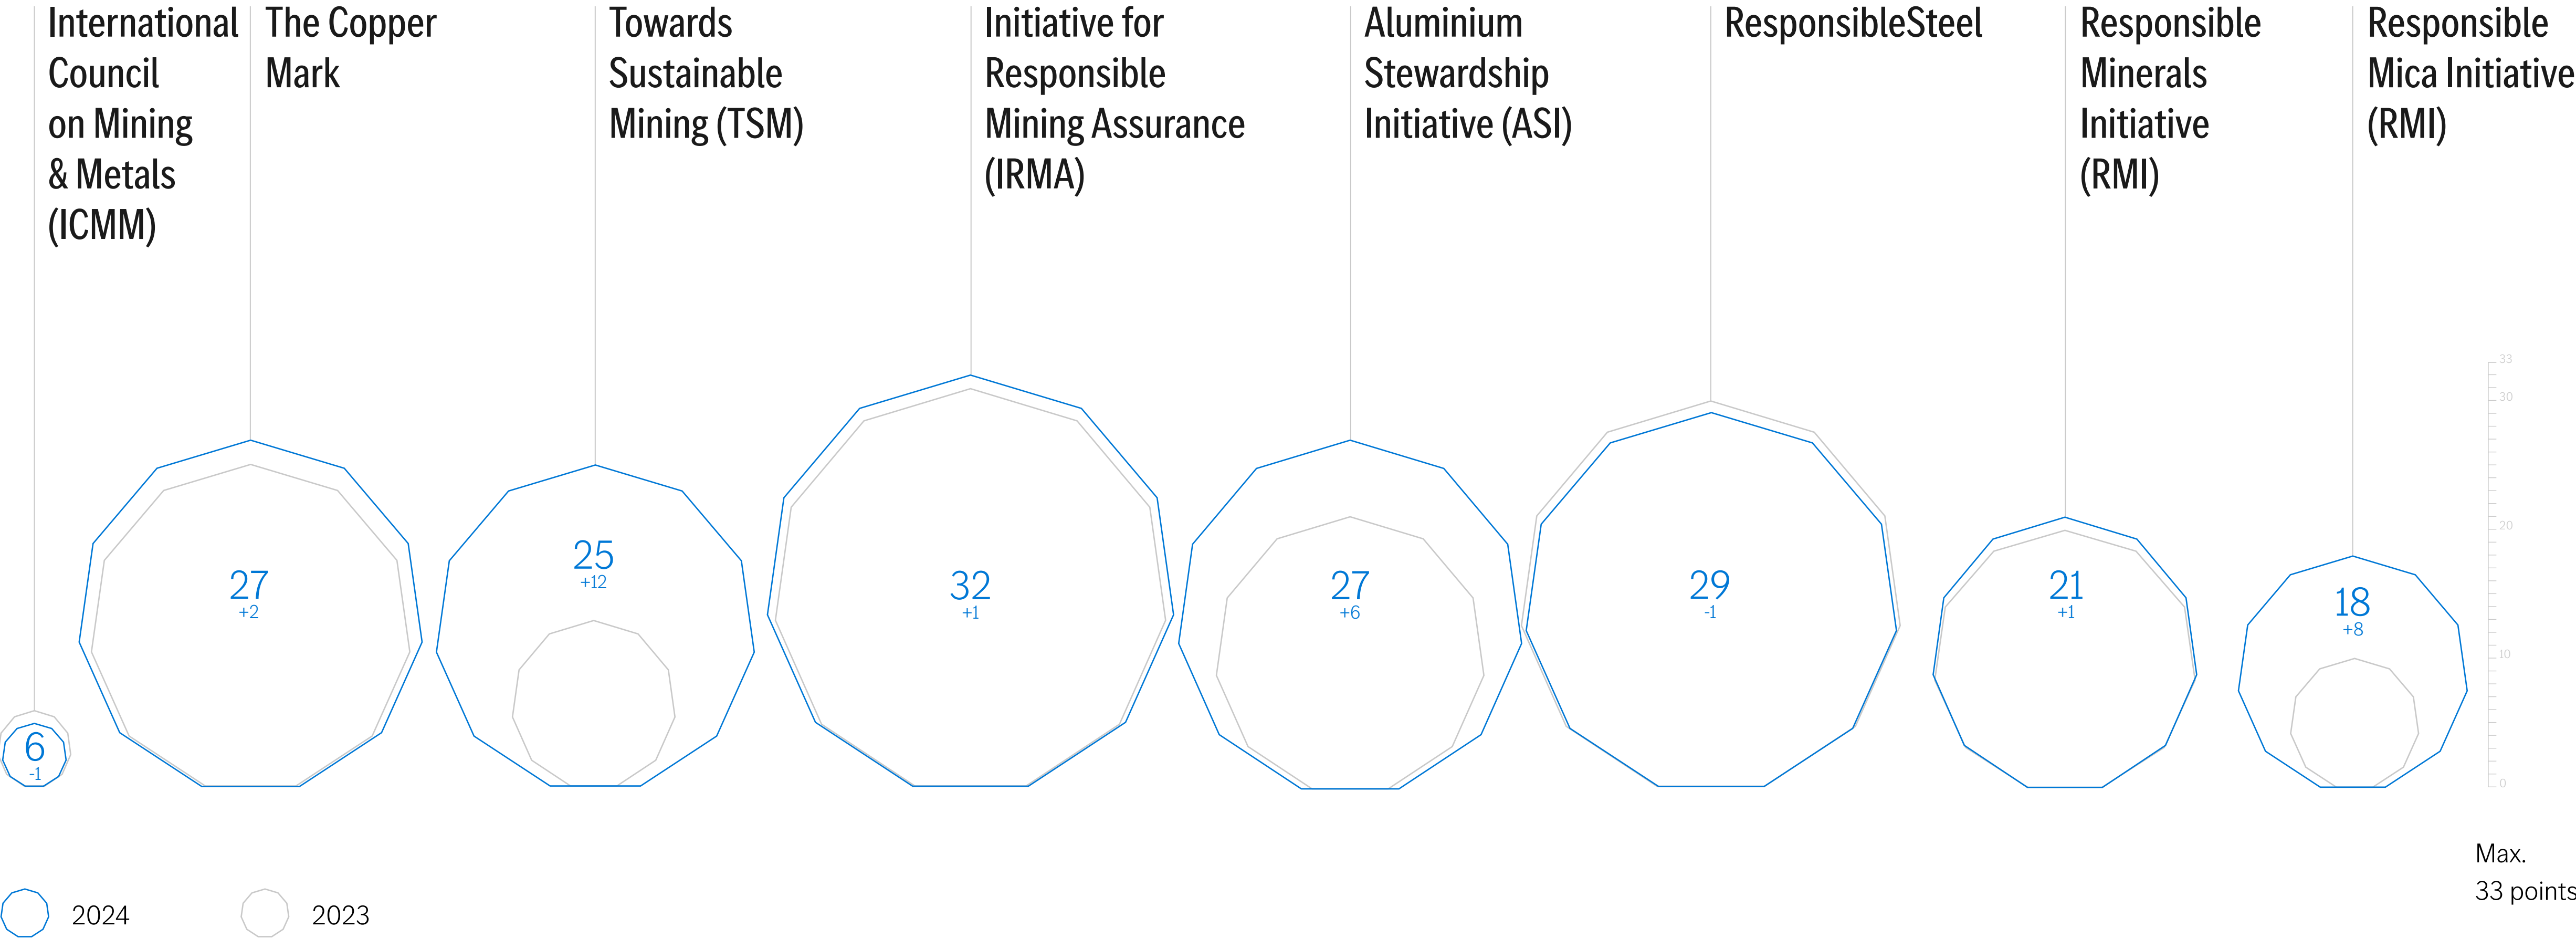 International
Council
on Mining
& Metals
(ICMM)
The Copper
Mark
Towards
Sustainable
Mining (TSM)
Initiative for
Responsible
Mining Assurance
(IRMA)
Aluminium
Stewardship
Initiative (ASI)
ResponsibleSteel
Responsible
Minerals
Initiative
(RMI)
Responsible
Mica Initiative
(RMI)
6
-1
27
+2
25
+12
32
+1
27
+6
29
-1
21
+1
18
+8
33
30
20
10
0
Max.
33 points
2024
2023